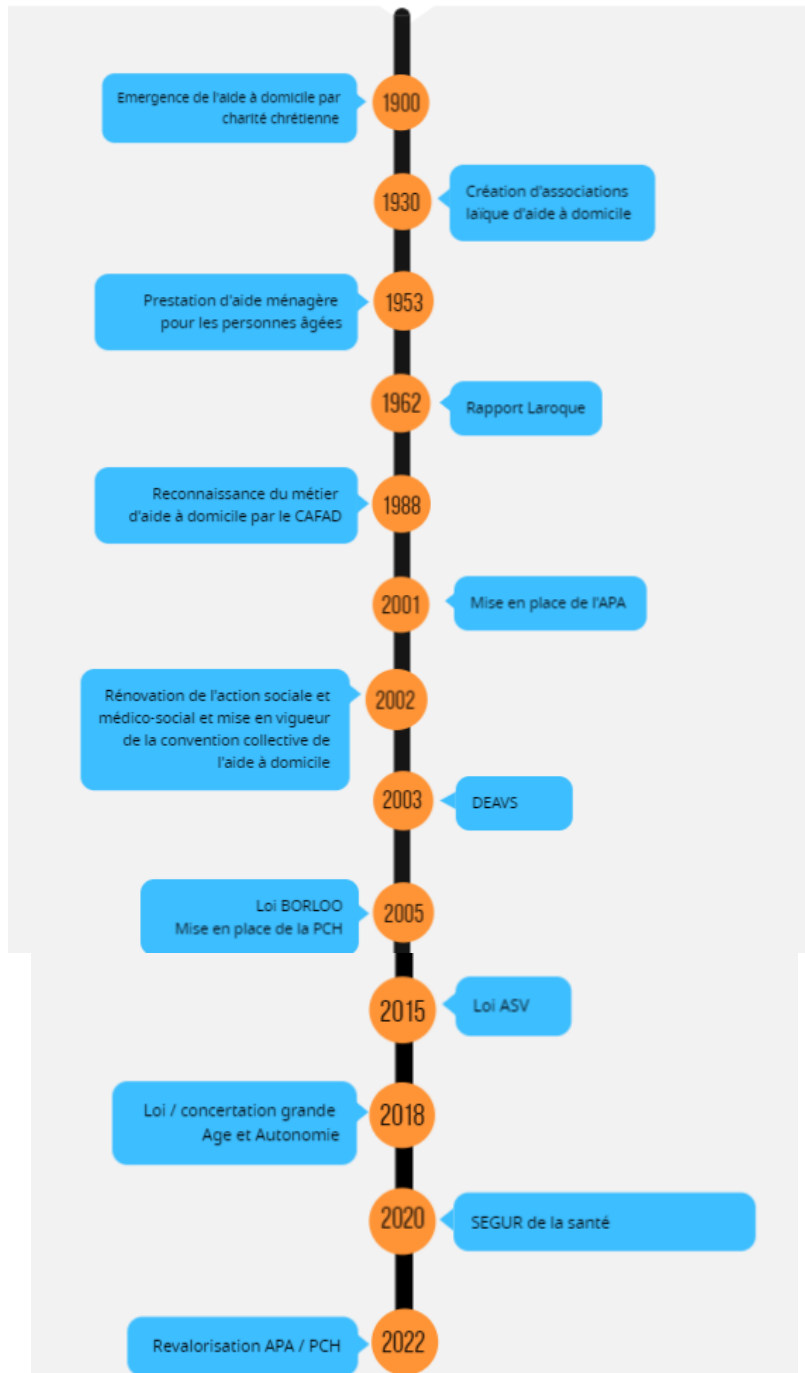 Emergence de l'aide à domicile par
charité chrétienne
1900
1930
Création d'associations
laïque d'aide à domicile
Prestation d'aide ménagère
pour les personnes âgées
1953
1962
Rapport Laroque
Reconnaissance du métier
d'aide à domicile par le CAFAD
1988
2001
Mise en place de l'APA
Rénovation de l'action sociale et
médico-social et mise en vigueur
de la convention collective de
l'aide à domicile
2002
2003
DEAVS
Loi BORLOO
Mise en place de la PCH
2005
2015
Loi ASV
Loi / concertation grande
Age et Autonomie
2018
2020
SEGUR de la santé
Revalorisation APA / PCH
2022